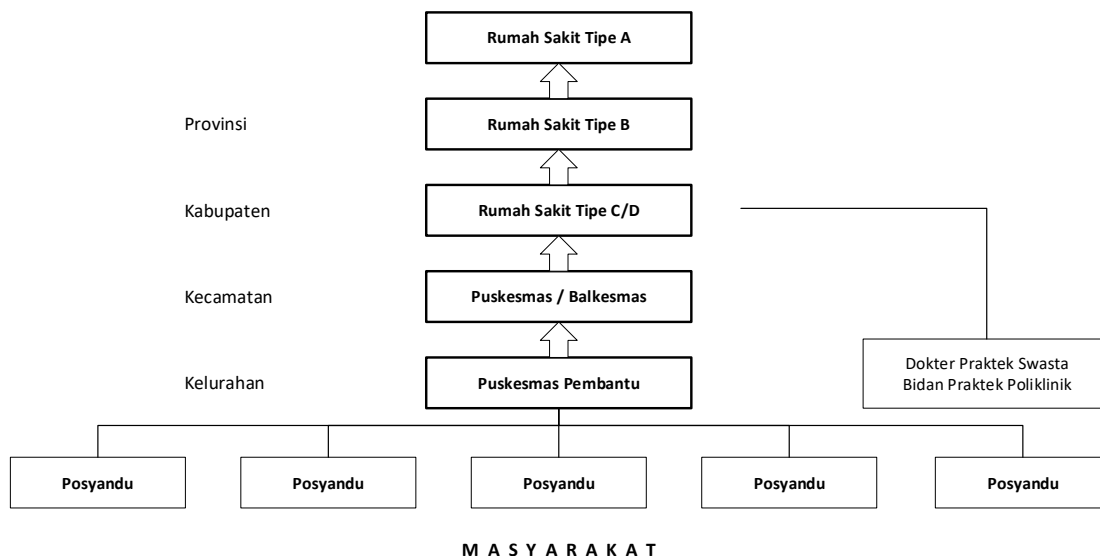 Rumah Sakit Tipe A
Provinsi
Rumah Sakit Tipe B
Kabupaten
Rumah Sakit Tipe C/D
Kecamatan
Puskesmas / Balkesmas
Kelurahan
Puskesmas Pembantu
Dokter Praktek Swasta
Bidan Praktek Poliklinik
Posyandu
Posyandu
Posyandu
Posyandu
Posyandu
M A S Y A R A K A T